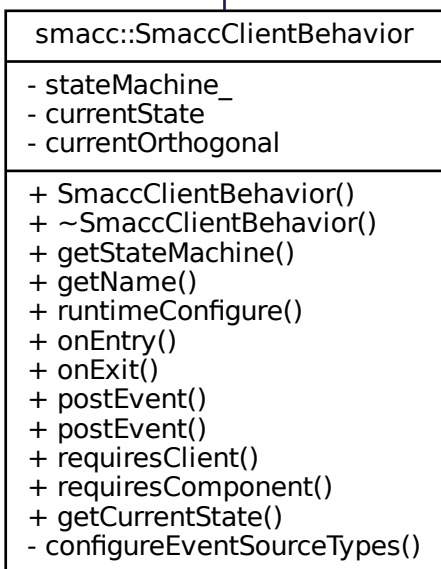 smacc::SmaccClientBehavior
- stateMachine_
- currentState
- currentOrthogonal
+ SmaccClientBehavior()
+ ~SmaccClientBehavior()
+ getStateMachine()
+ getName()
+ runtimeConfigure()
+ onEntry()
+ onExit()
+ postEvent()
+ postEvent()
+ requiresClient()
+ requiresComponent()
+ getCurrentState()
- configureEventSourceTypes()